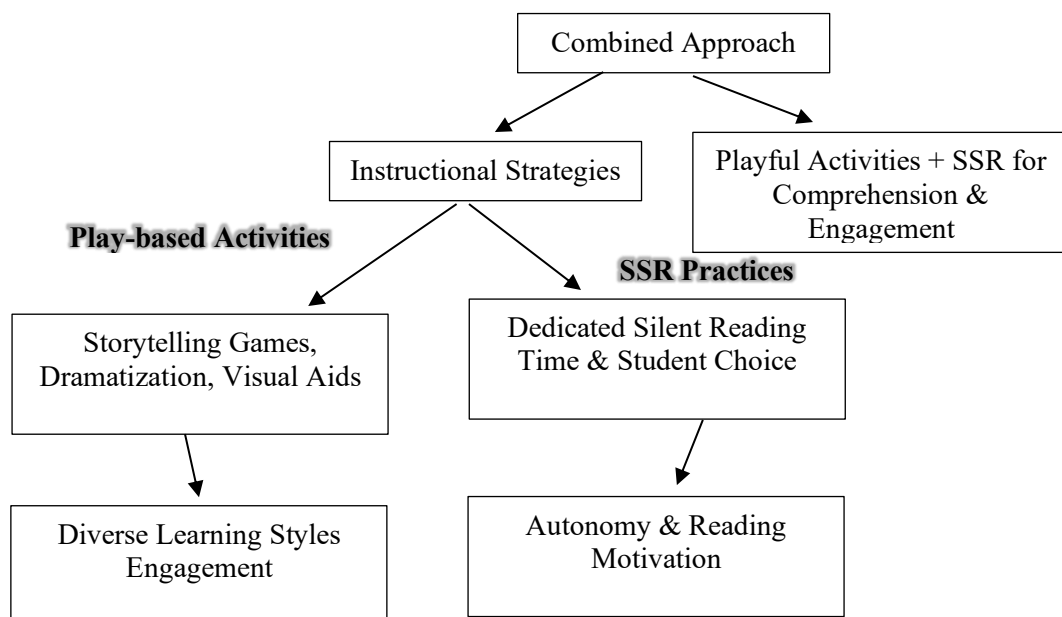 Combined Approach
Instructional Strategies
Playful Activities + SSR for
Comprehension &
Engagement
Play-based Activities
SSR Practices
Storytelling Games,
Dramatization, Visual Aids
Dedicated Silent Reading
Time & Student Choice
Diverse Learning Styles
Engagement
Autonomy & Reading
Motivation